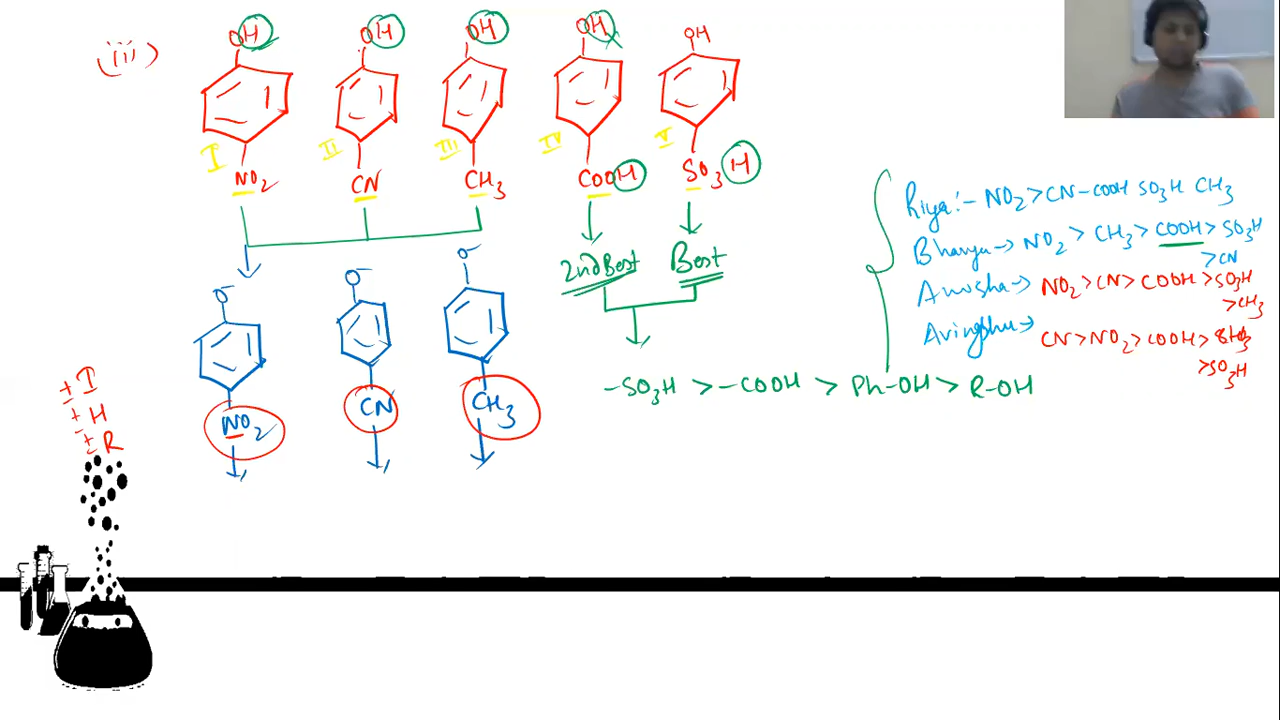 (iii)
OH OH OH OH OH
I II III IV V
NO2 CN CH3 COOH SO3H
2nd Best Best
Riya:- NO2 > CN - COOH SO3H CH3
Bhavya → NO2 > CH3 > COOH > SO3H
> CN
Anusha → NO2 > CN > COOH > SO3H
> CH3
CN > NO2 > COOH >
> SO3H
O- O- O-
-SO3H > -COOH > Ph-OH > R-OH
NO2 CN CH3
± I
± H
± R